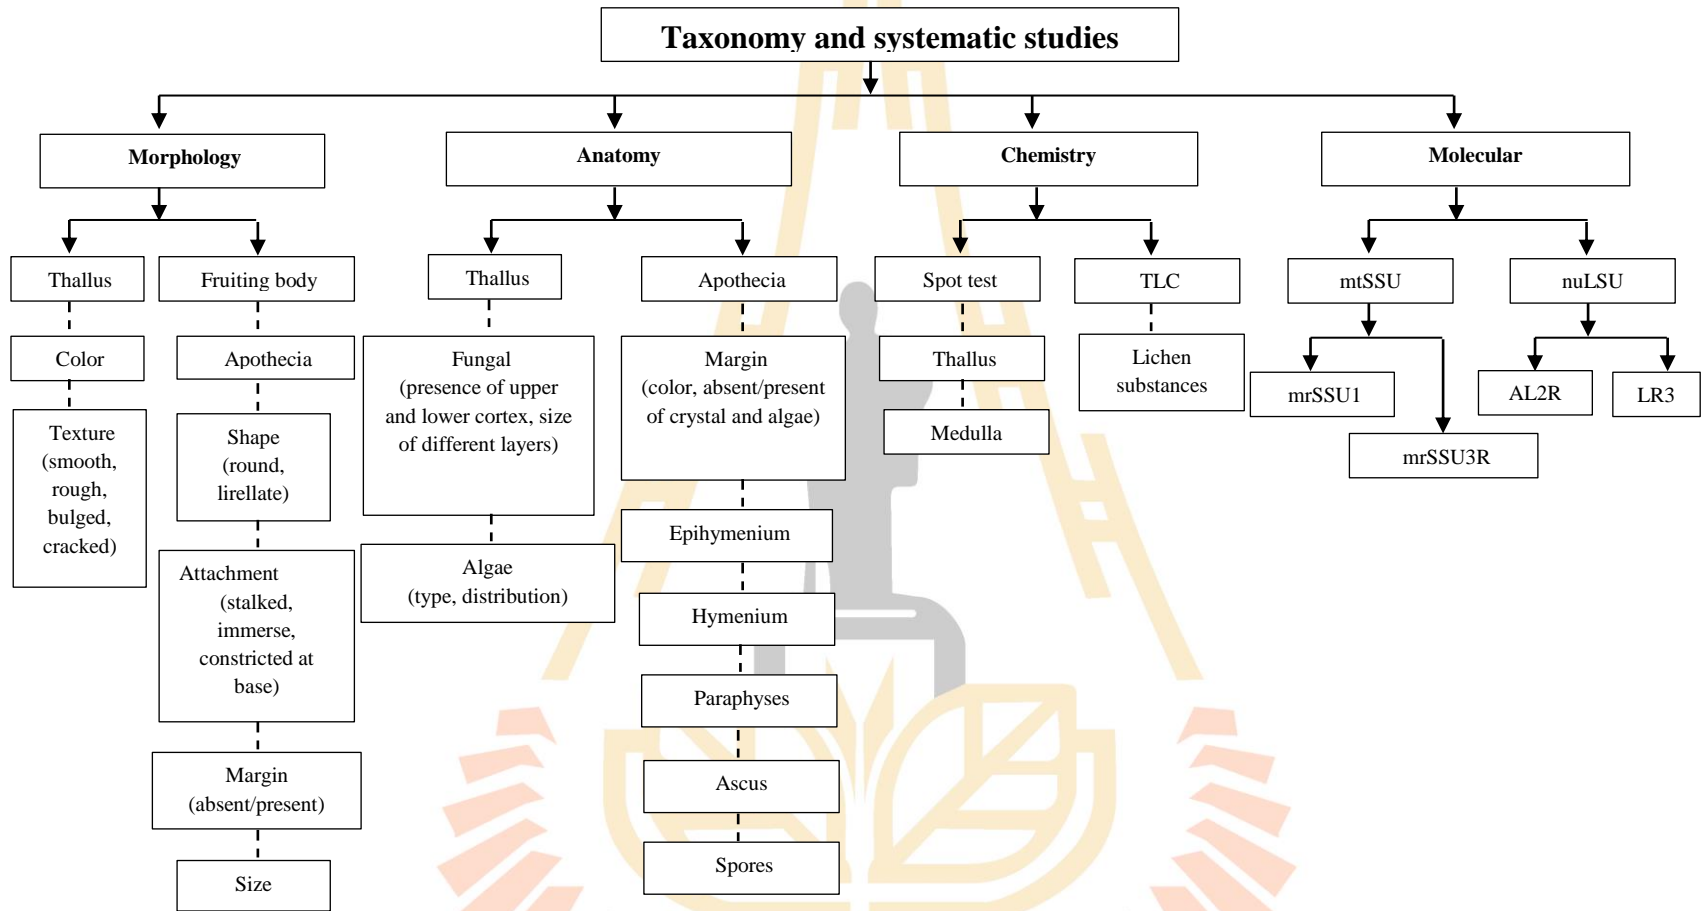 Taxonomy and systematic studies
Morphology
Anatomy
Chemistry
Molecular
Thallus
Fruiting body
Thallus
Apothecia
Spot test
TLC
mtSSU
nuLSU
Color
Apothecia
Fungal
(presence of upper
and lower cortex, size
of different layers)
Margin
(color, absent/present
of crystal and algae)
Thallus
Lichen
substances
mrSSU1
AL2R
LR3
Texture
(smooth,
rough,
bulged,
cracked)
Shape
(round,
lirellate)
Medulla
mrSSU3R
Attachment
(stalked,
immerse,
constricted at
base)
Algae
(type, distribution)
Epihymenium
Hymenium
Paraphyses
Margin
(absent/present)
Ascus
Size
Spores